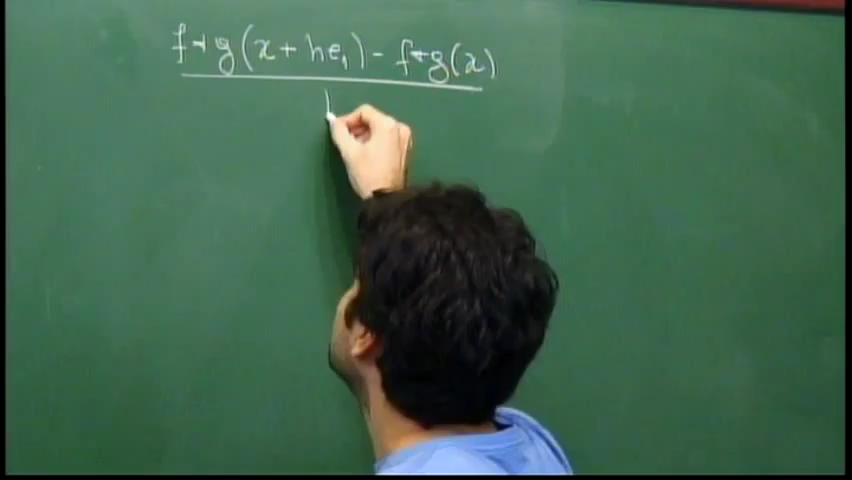 f*g(x + he₁) - f*g(x)